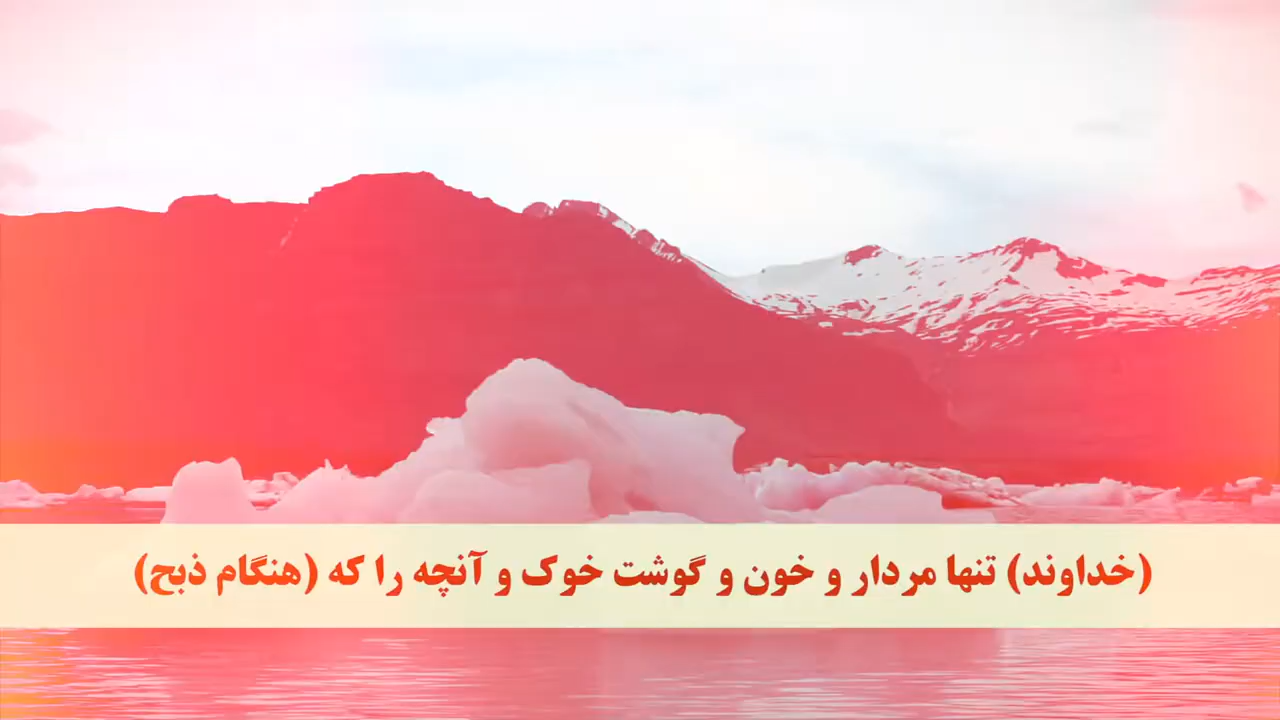 (خداوند) تنها مردار و خون و گوشت خوک و آنچه را که (هنگام ذبح)